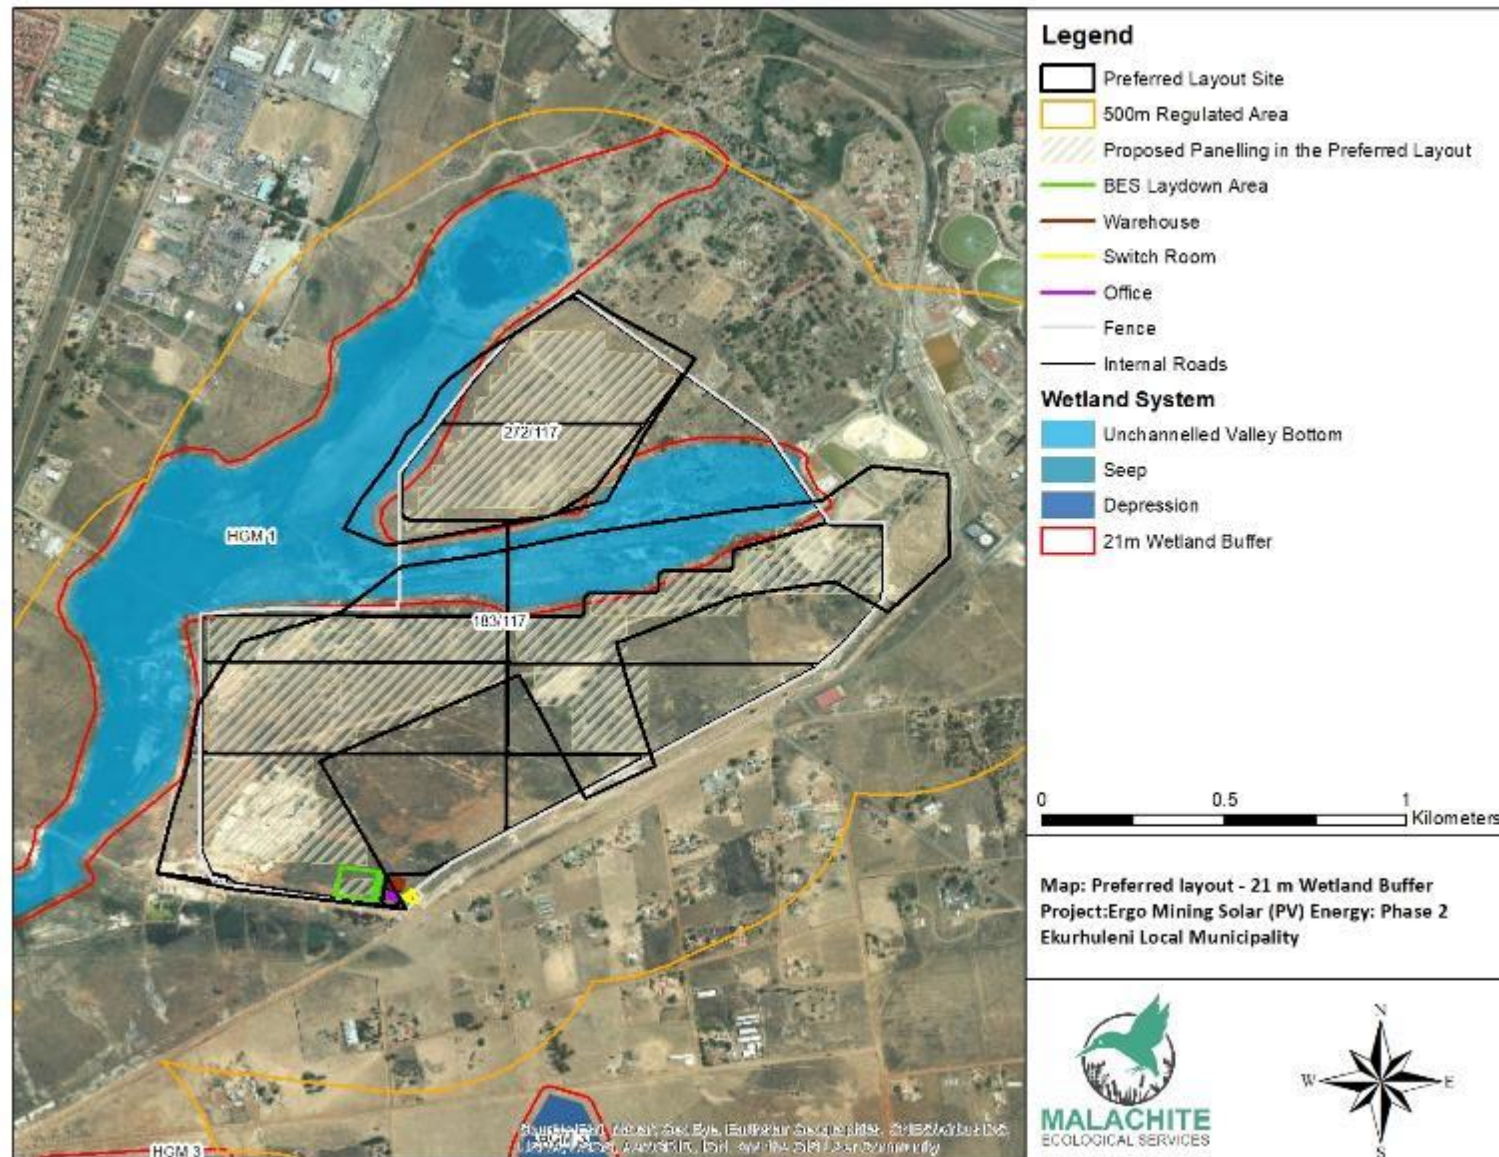 272/117
HGM 1
183/117
HGM 3
Legend
Preferred Layout Site
500m Regulated Area
Proposed Panelling in the Preferred Layout
BES Laydown Area
Warehouse
Switch Room
Office
Fence
Internal Roads
Wetland System
Unchannelled Valley Bottom
Seep
Depression
21m Wetland Buffer
0 0.5 1
Kilometers
Map: Preferred layout - 21 m Wetland Buffer
Project:Ergo Mining Solar (PV) Energy: Phase 2
Ekurhuleni Local Municipality
MALACHITE
ECOLOGICAL SERVICES
N
W E
S